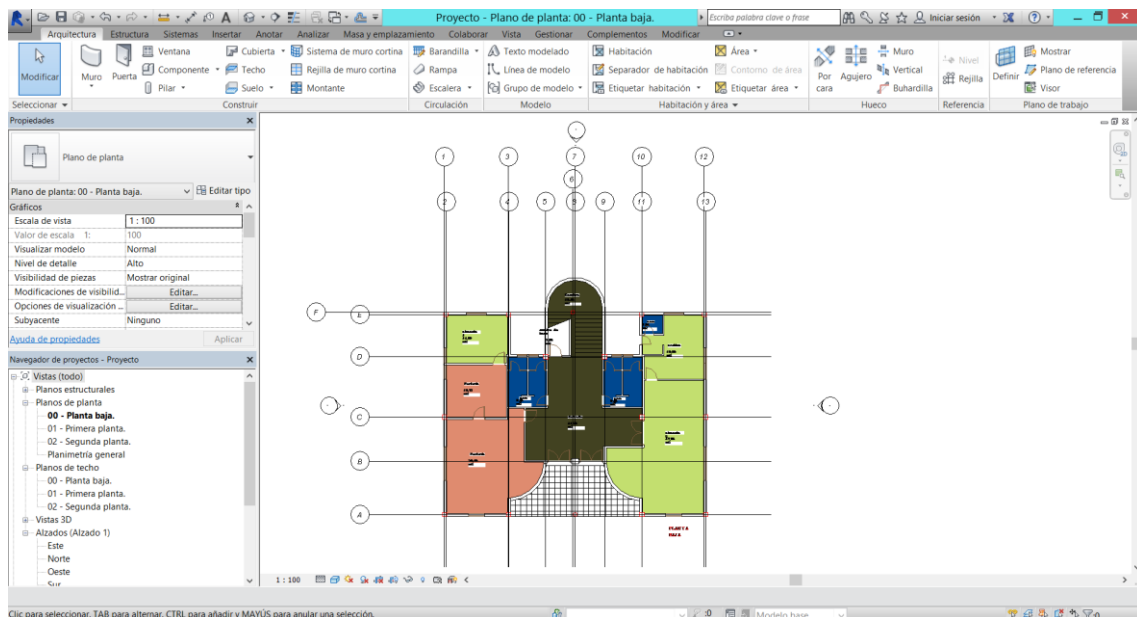 Proyecto - Plano de planta: 00 - Planta baja.
Escriba palabra clave o frase
Iniciar sesión
Arquitectura Estructura Sistemas Insertar Anotar Analizar Masa y emplazamiento Colaborar Vista Gestionar Complementos Modificar
Modificar
Muro
Puerta
Ventana
Componente
Pilar
Cubierta
Techo
Suelo
Sistema de muro cortina
Rejilla de muro cortina
Montante
Barandilla
Rampa
Escalera
Texto modelado
Línea de modelo
Grupo de modelo
Habitación
Separador de habitación
Etiquetar habitación
Área
Contorno de área
Etiquetar área
Por cara
Agujero
Muro
Vertical
Buhardilla
Nivel
Rejilla
Definir
Mostrar
Plano de referencia
Visor
Seleccionar Construir Circulación Modelo Habitación y área Hueco Referencia Plano de trabajo
Propiedades
Plano de planta
Plano de planta: 00 - Planta baja.
Editar tipo
Gráficos
Escala de vista 1 : 100
Valor de escala 1: 100
Visualizar modelo Normal
Nivel de detalle Alto
Visibilidad de piezas Mostrar original
Modificaciones de visibilid... Editar...
Opciones de visualización ... Editar...
Subyacente Ninguno
Ayuda de propiedades Aplicar
Navegador de proyectos - Proyecto
Vistas (todo)
Planos estructurales
Planos de planta
00 - Planta baja.
01 - Primera planta.
02 - Segunda planta.
Planimetría general
Planos de techo
00 - Planta baja.
01 - Primera planta.
02 - Segunda planta.
Vistas 3D
Alzados (Alzado 1)
Este
Norte
Oeste
Sur
1 3 7 10 12
6
2 4 5 8 9 11 13
F E
D
C
B
A
PLANTA
BAJA
1 : 100
Clic para seleccionar, TAB para alternar, CTRL para añadir y MAYÚS para anular una selección.
:0
Modelo base
:0